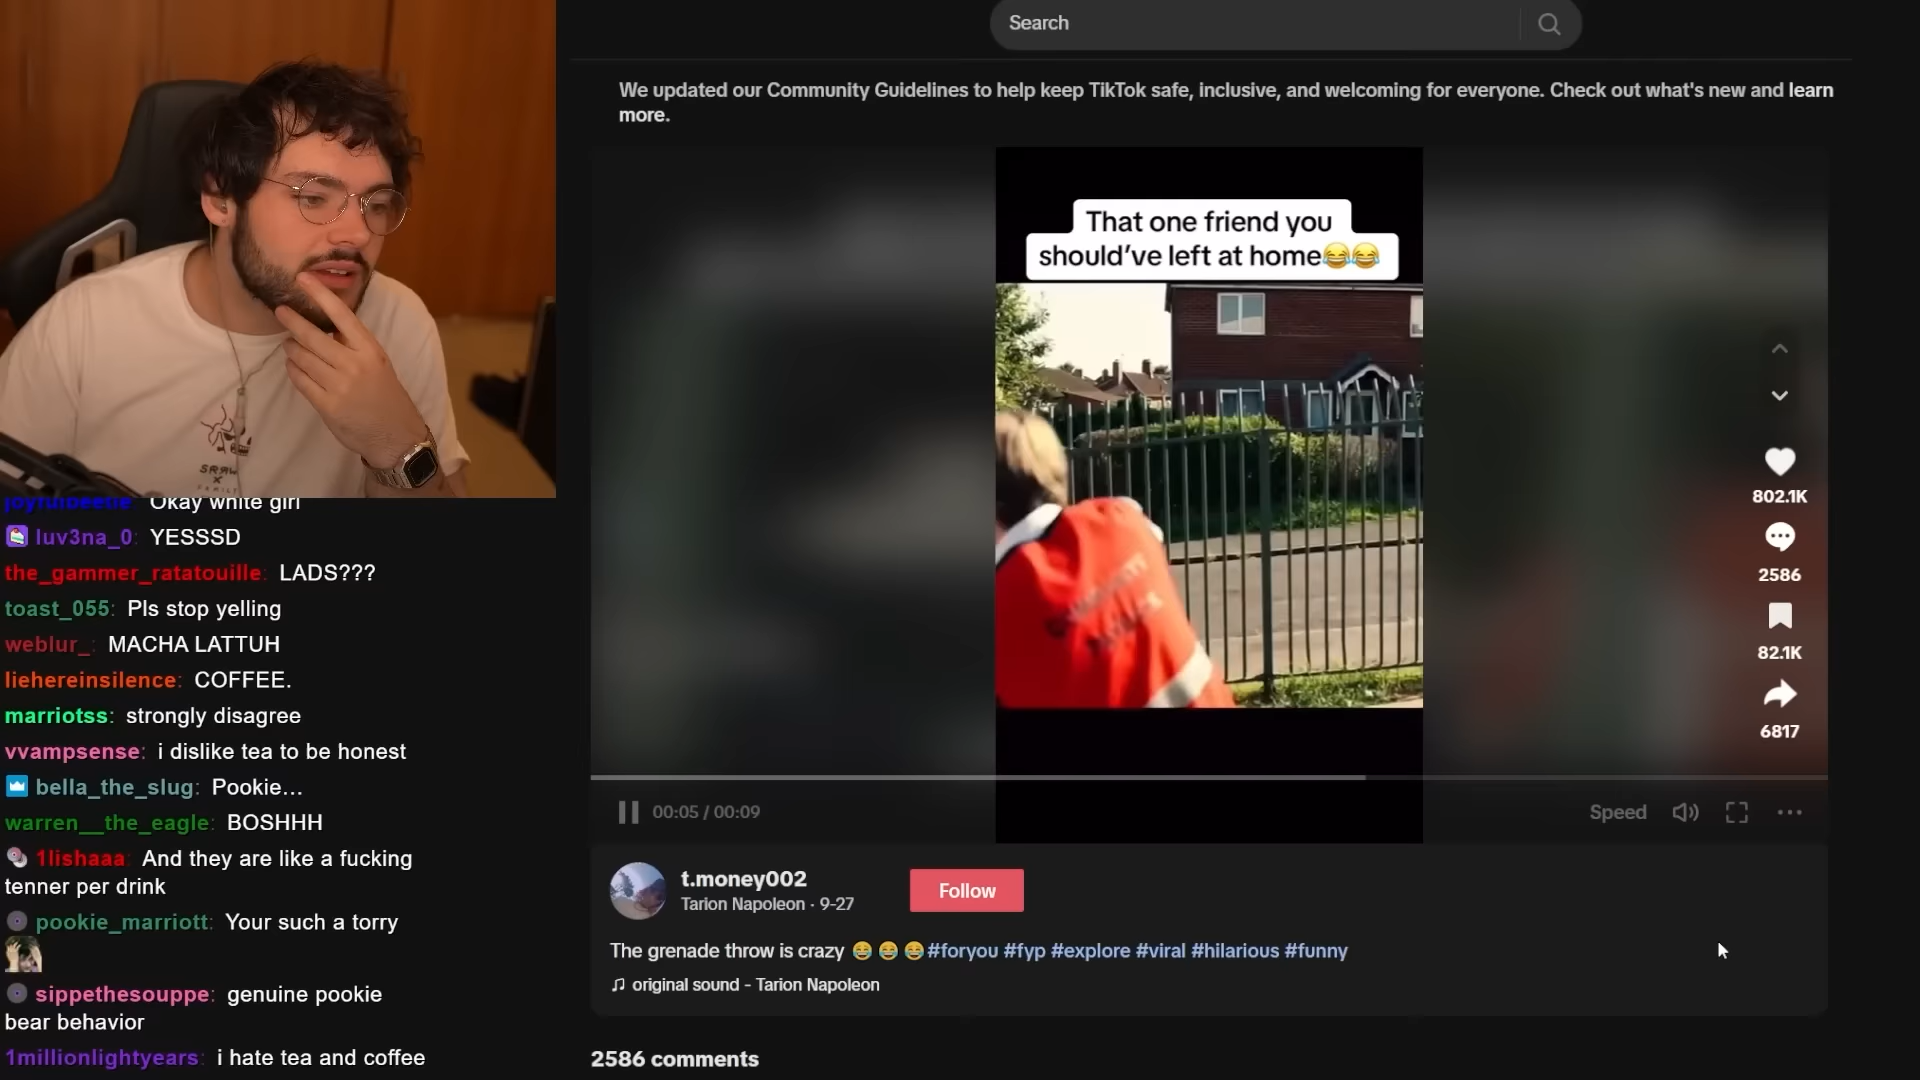 Search
We updated our Community Guidelines to help keep TikTok safe, inclusive, and welcoming for everyone. Check out what's new and learn
more.
That one friend you
should've left at home😂😂
802.1K
2586
82.1K
6817
00:05 / 00:09
Speed
t.money002
Tarion Napoleon · 9-27
Follow
The grenade throw is crazy 😂😂😂#foryou #fyp #explore #viral #hilarious #funny
original sound - Tarion Napoleon
2586 comments
joyfulbeetle: Okay white girl
luv3na_0: YESSSD
the_gammer_ratatouille: LADS???
toast_055: Pls stop yelling
weblur_: MACHA LATTUH
liehereinsilence: COFFEE.
marriotss: strongly disagree
vvampsense: i dislike tea to be honest
bella_the_slug: Pookie...
warren__the_eagle: BOSHHH
1lishaaa: And they are like a fucking
tenner per drink
pookie_marriott: Your such a torry
sippethesouppe: genuine pookie
bear behavior
1millionlightyears: i hate tea and coffee